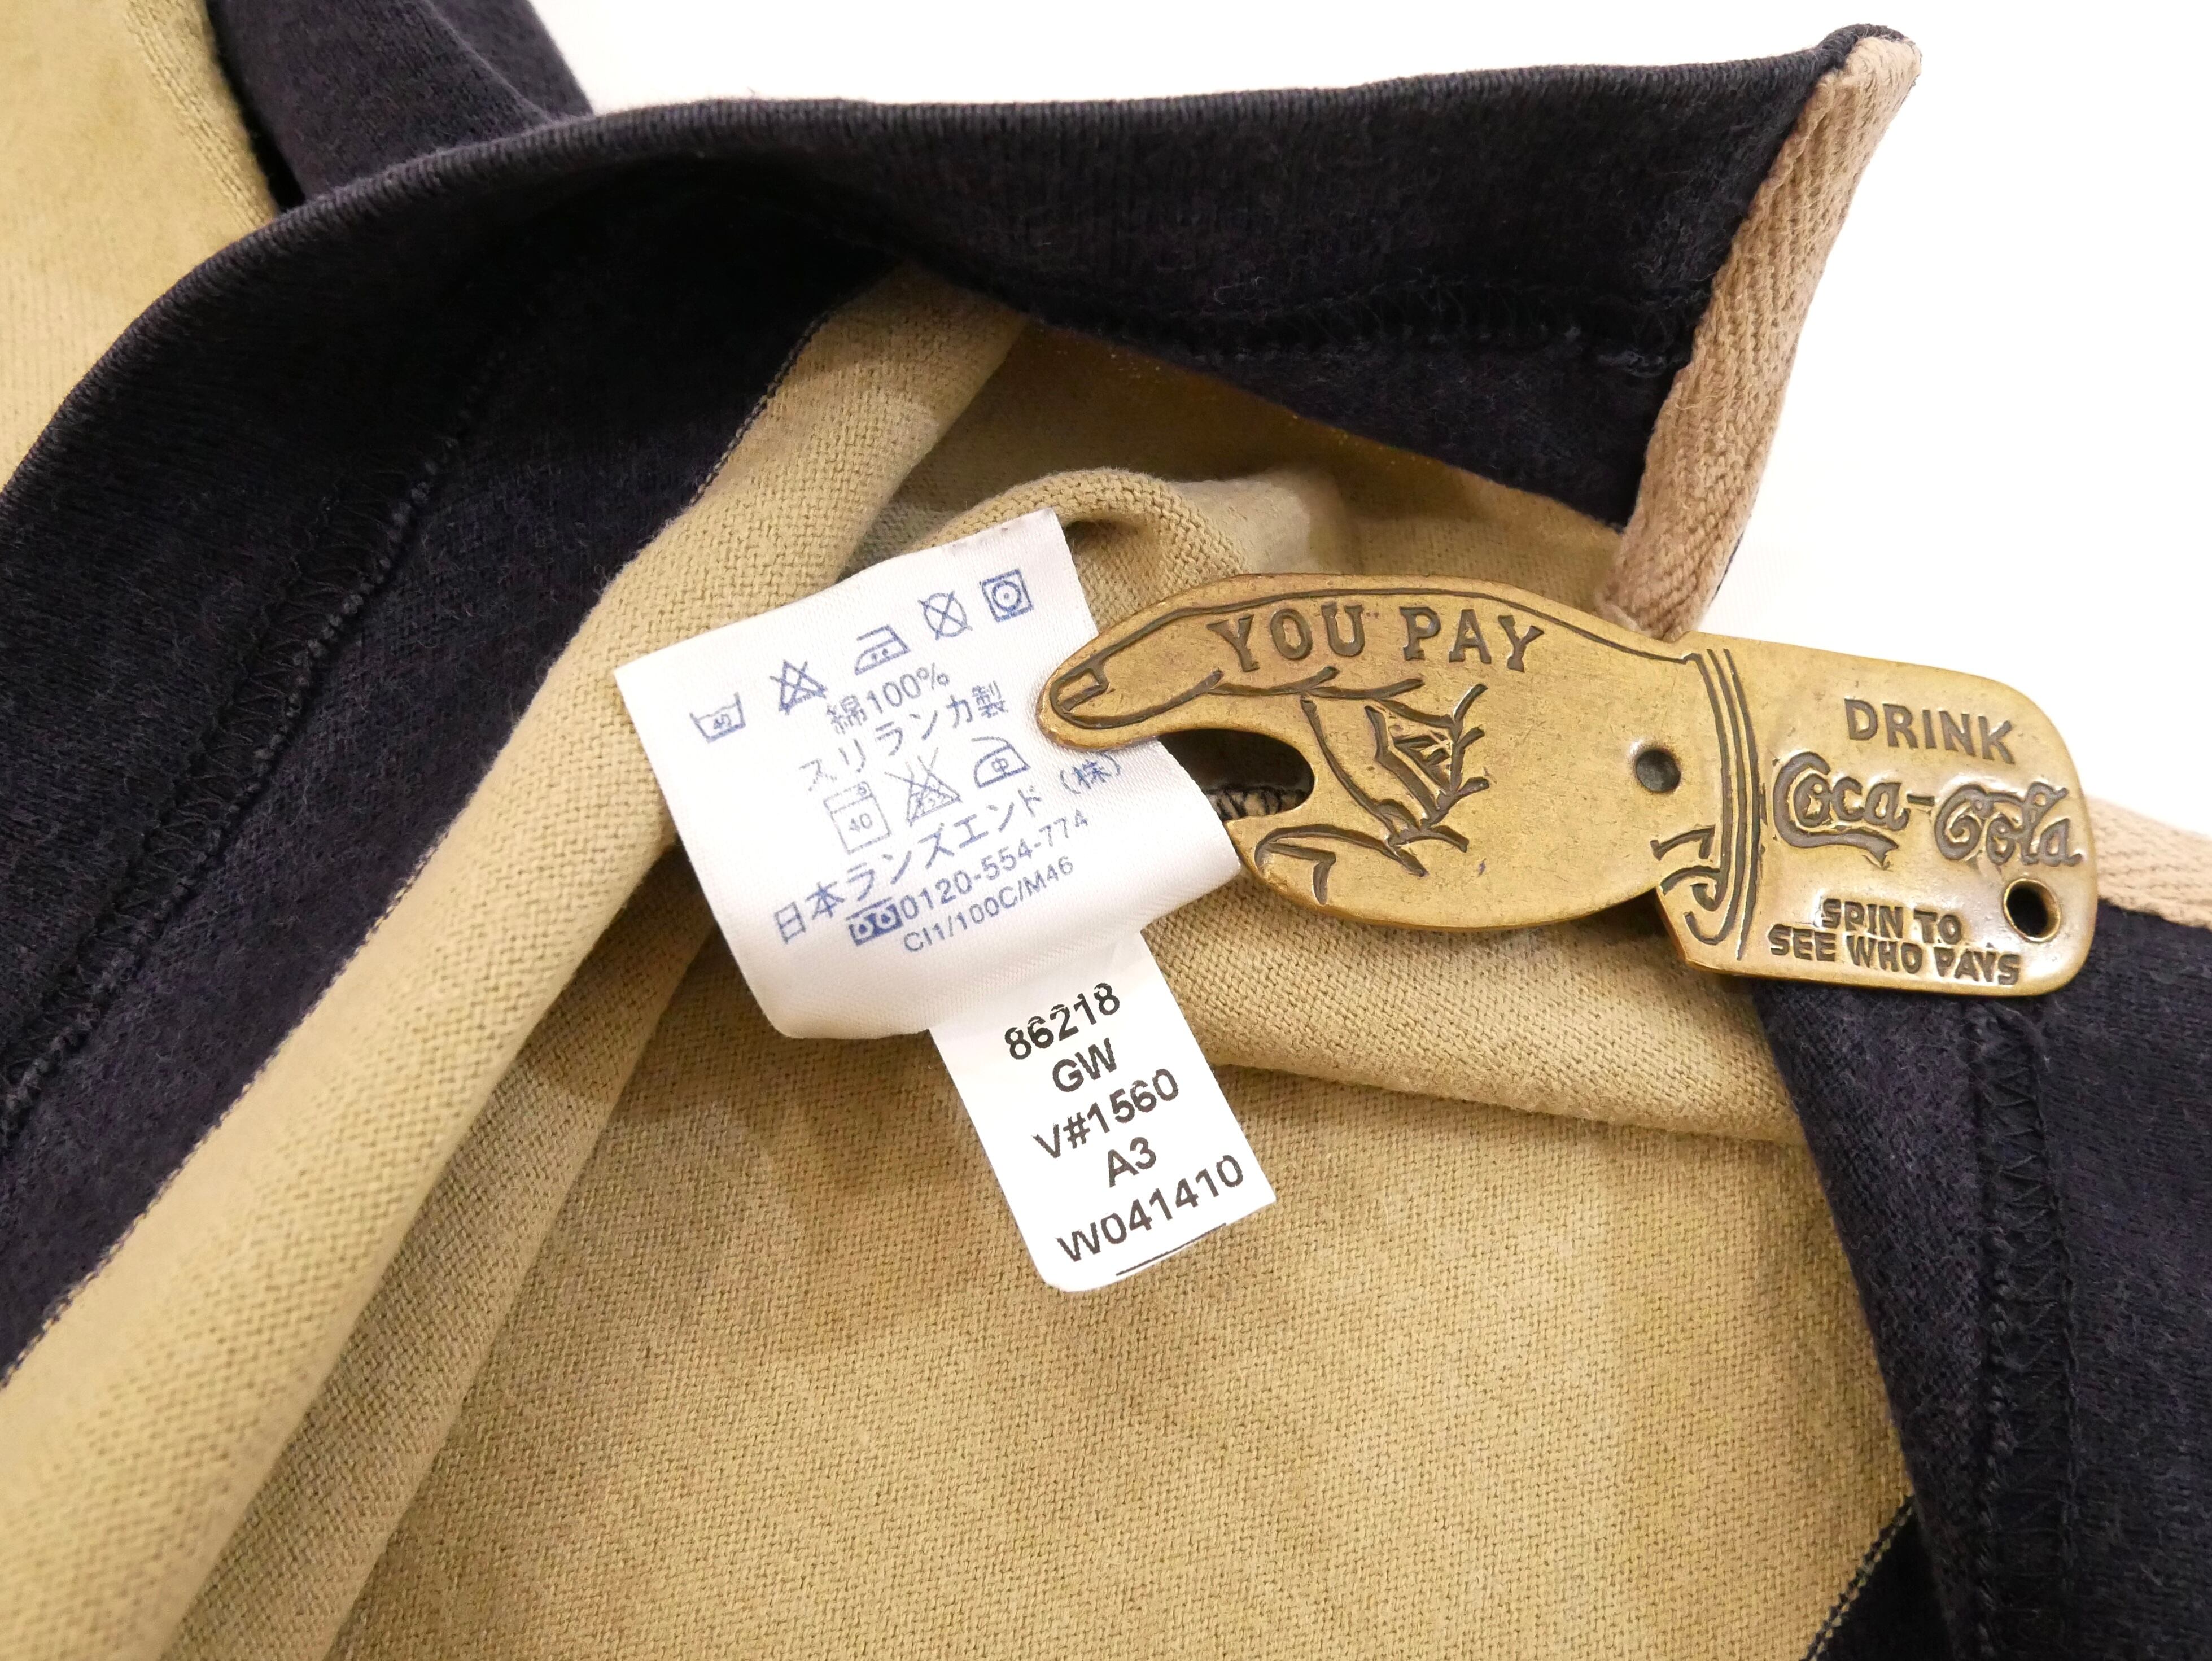 綿100%
スリランカ製
日本ランズエンド(株)
0120-554-774
CI1/100C/M46
86218
GW
V#1560
A3
W041410
YOU PAY
DRINK
Coca-Cola
SPIN TO
SEE WHO PAYS